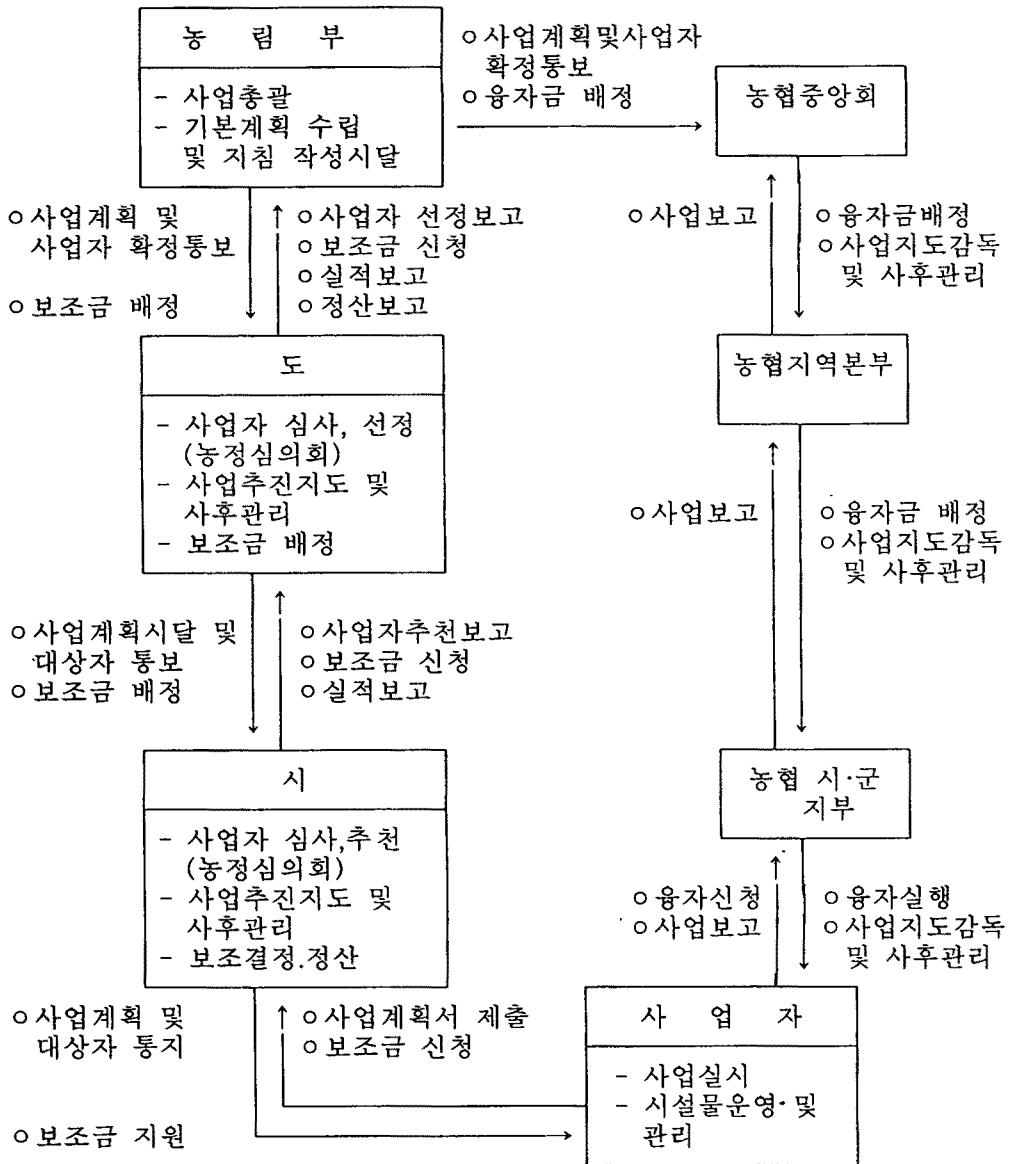 농 림 부
- 사업총괄
- 기본계획 수립
및 지침 작성시달
ㅇ사업계획및사업자
확정통보
ㅇ융자금 배정
농협중앙회
ㅇ사업계획 및
사업자 확정통보
ㅇ보조금 배정
ㅇ사업자 선정보고
ㅇ보조금 신청
ㅇ실적보고
ㅇ정산보고
ㅇ사업보고
ㅇ융자금배정
ㅇ사업지도감독
및 사후관리
도
- 사업자 심사, 선정
(농정심의회)
- 사업추진지도 및
사후관리
- 보조금 배정
농협지역본부
ㅇ사업보고
ㅇ융자금 배정
ㅇ사업지도감독
및 사후관리
ㅇ사업계획시달 및
대상자 통보
ㅇ보조금 배정
ㅇ사업자추천보고
ㅇ보조금 신청
ㅇ실적보고
시
- 사업자 심사,추천
(농정심의회)
- 사업추진지도 및
사후관리
- 보조결정.정산
농협 시·군
지부
ㅇ융자신청
ㅇ사업보고
ㅇ융자실행
ㅇ사업지도감독
및 사후관리
ㅇ사업계획 및
대상자 통지
ㅇ보조금 지원
ㅇ사업계획서 제출
ㅇ보조금 신청
사 업 자
- 사업실시
- 시설물운영·및
관리